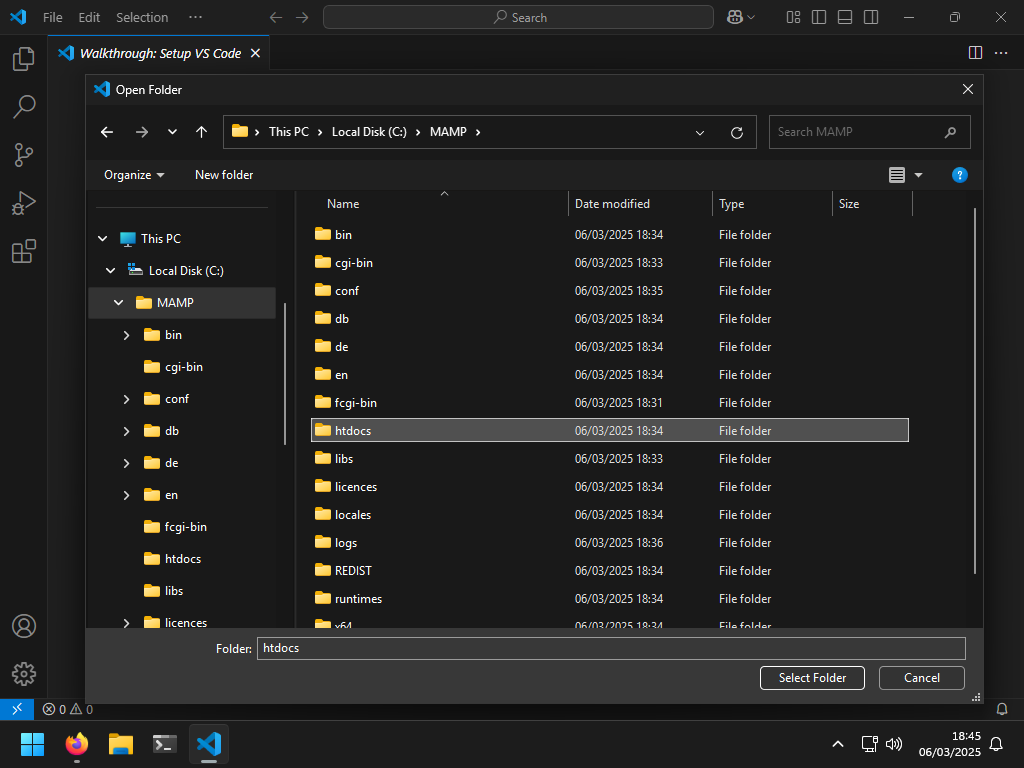 File Edit Selection ··· Search
Walkthrough: Setup VS Code
Open Folder
This PC Local Disk (C:) MAMP Search MAMP
Organize New folder
Name Date modified Type Size
This PC
Local Disk (C:)
MAMP
bin
cgi-bin
conf
db
de
en
fcgi-bin
htdocs
libs
licences
bin 06/03/2025 18:34 File folder
cgi-bin 06/03/2025 18:33 File folder
conf 06/03/2025 18:35 File folder
db 06/03/2025 18:34 File folder
de 06/03/2025 18:34 File folder
en 06/03/2025 18:34 File folder
fcgi-bin 06/03/2025 18:31 File folder
htdocs 06/03/2025 18:34 File folder
libs 06/03/2025 18:33 File folder
licences 06/03/2025 18:34 File folder
locales 06/03/2025 18:34 File folder
logs 06/03/2025 18:36 File folder
REDIST 06/03/2025 18:34 File folder
runtimes 06/03/2025 18:34 File folder
x64 06/03/2025 18:34 File folder
Folder: htdocs
Select Folder Cancel
0 0
18:45
06/03/2025